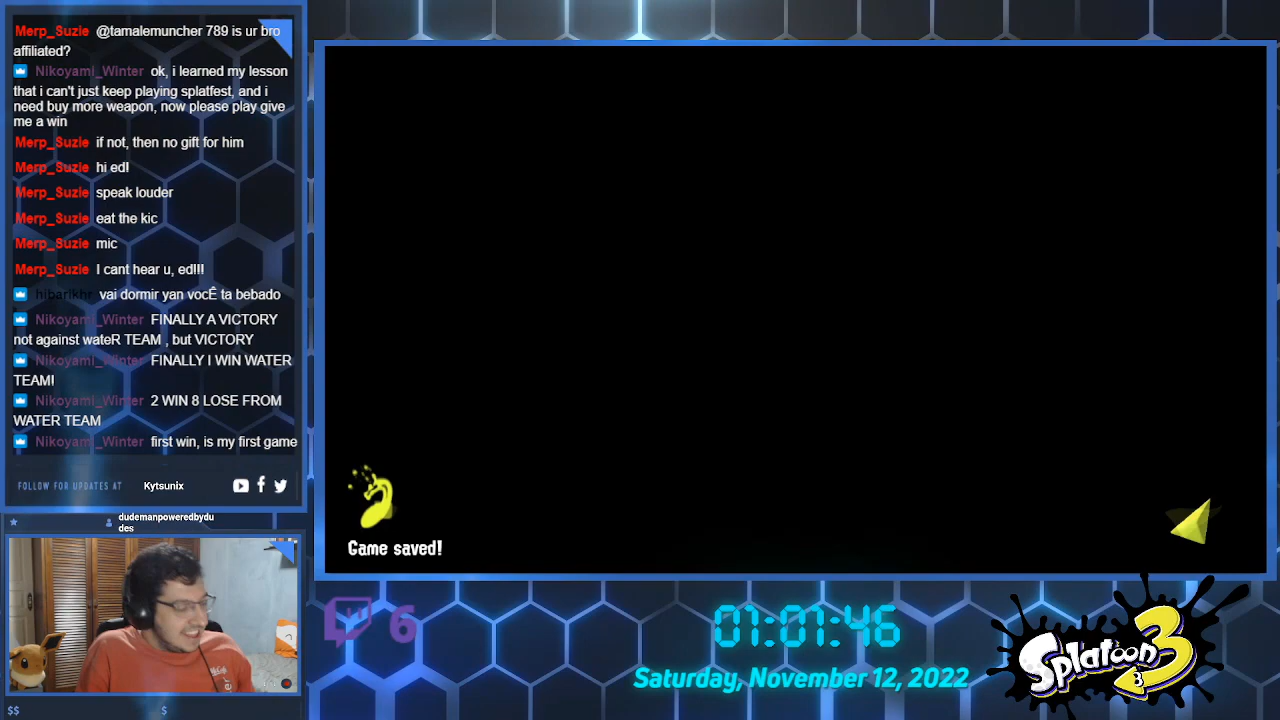 Merp_Suzie @tamalemuncher 789 is ur bro
affiliated?
Nikoyami_Winter ok, i learned my lesson
that i can't just keep playing splatfest, and i
need buy more weapon, now please play give
me a win
Merp_Suzie if not, then no gift for him
Merp_Suzie hi ed!
Merp_Suzie speak louder
Merp_Suzie eat the kic
Merp_Suzie mic
Merp_Suzie I cant hear u, ed!!!
hibarikhr vai dormir yan vocÊ ta bebado
Nikoyami_Winter FINALLY A VICTORY
not against wateR TEAM , but VICTORY
Nikoyami_Winter FINALLY I WIN WATER
TEAM!
Nikoyami_Winter 2 WIN 8 LOSE FROM
WATER TEAM
Nikoyami_Winter first win, is my first game
FOLLOW FOR UPDATES AT Kytsunix
dudemanpoweredbydu
des
$$ $
Game saved!
6
01:01:46
Saturday, November 12, 2022
Splatoon 3